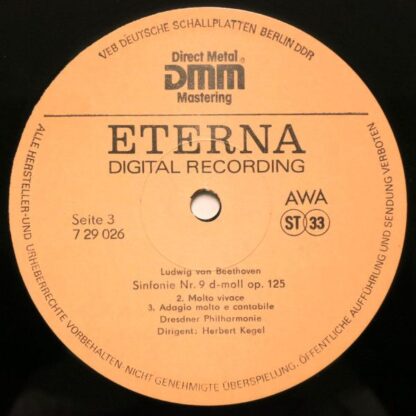 VEB DEUTSCHE SCHALLPLATTEN BERLIN DDR
Direct Metal
DMM
Mastering
ETERNA
DIGITAL RECORDING
AWA
Seite 3
7 29 026
ST 33
Ludwig van Beethoven
Sinfonie Nr. 9 d-moll op. 125
2. Molto vivace
3. Adagio molto e cantabile
Dresdner Philharmonie
Dirigent: Herbert Kegel
ALLE HERSTELLER-UND URHEBERRECHTE VORBEHALTEN·NICHT GENEHMIGTE ÜBERSPIELUNG·ÖFFENTLICHE AUFFÜHRUNG UND SENDUNG VERBOTEN